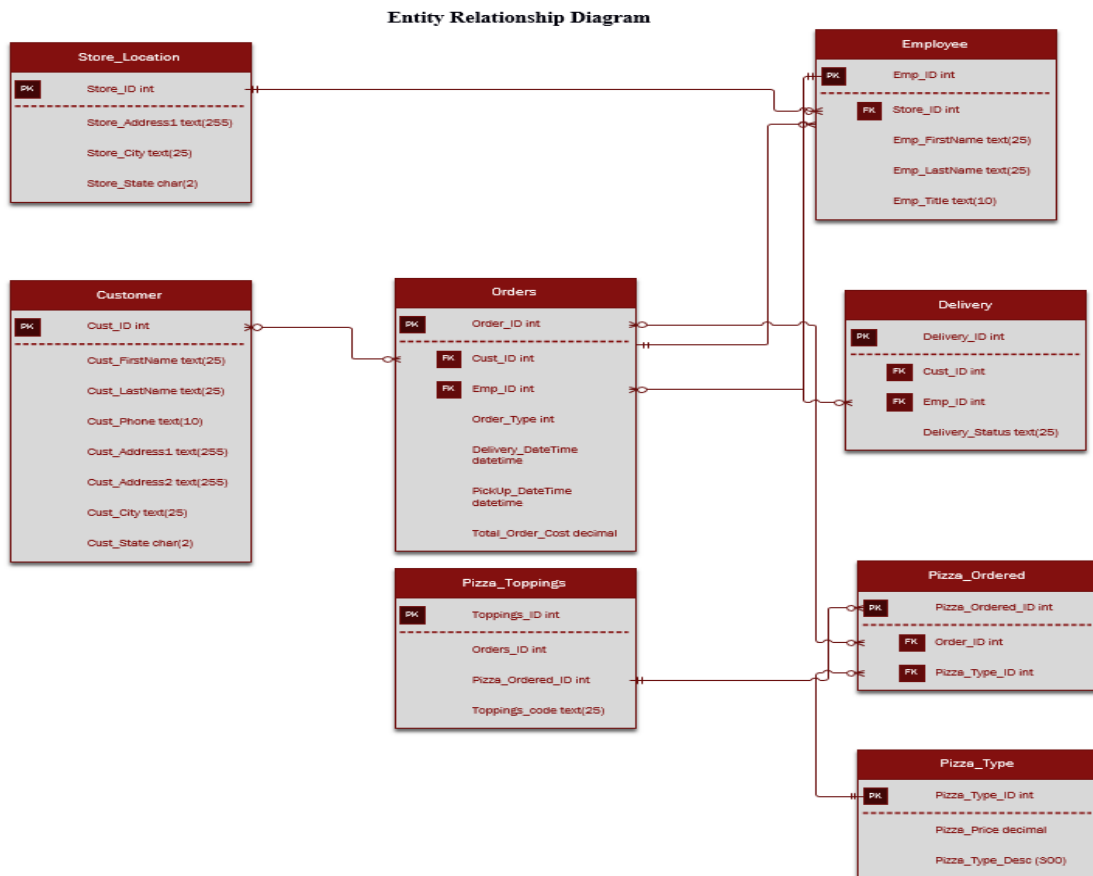 Entity Relationship Diagram
Store_Location
PK Store_ID int
Store_Address1 text(255)
Store_City text(25)
Store_State char(2)
Employee
PK Emp_ID int
FK Store_ID int
Emp_FirstName text(25)
Emp_LastName text(25)
Emp_Title text(10)
Customer
PK Cust_ID int
Cust_FirstName text(25)
Cust_LastName text(25)
Cust_Phone text(10)
Cust_Address1 text(255)
Cust_Address2 text(255)
Cust_City text(25)
Cust_State char(2)
Orders
PK Order_ID int
FK Cust_ID int
FK Emp_ID int
Order_Type int
Delivery_DateTime
datetime
PickUp_DateTime
datetime
Total_Order_Cost decimal
Delivery
PK Delivery_ID int
FK Cust_ID int
FK Emp_ID int
Delivery_Status text(25)
Pizza_Toppings
PK Toppings_ID int
Orders_ID int
Pizza_Ordered_ID int
Toppings_code text(25)
Pizza_Ordered
PK Pizza_Ordered_ID int
FK Order_ID int
FK Pizza_Type_ID int
Pizza_Type
PK Pizza_Type_ID int
Pizza_Price decimal
Pizza_Type_Desc (300)